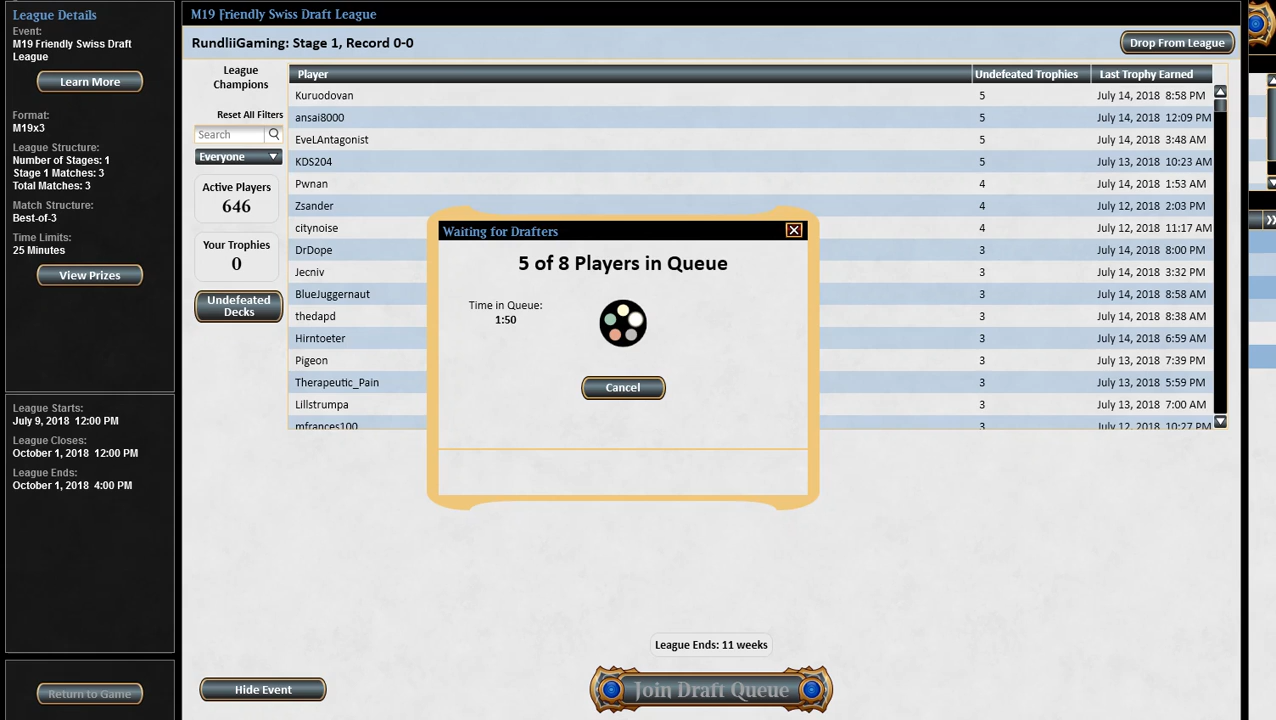 League Details
Event:
M19 Friendly Swiss Draft
League
Learn More
Format:
M19x3
League Structure:
Number of Stages: 1
Stage 1 Matches: 3
Total Matches: 3
Match Structure:
Best-of-3
Time Limits:
25 Minutes
View Prizes
League Starts:
July 9, 2018 12:00 PM
League Closes:
October 1, 2018 12:00 PM
League Ends:
October 1, 2018 4:00 PM
Return to Game
M19 Friendly Swiss Draft League
RundliiGaming: Stage 1, Record 0-0
Drop From League
League
Champions
Reset All Filters
Search
Everyone
Active Players
646
Your Trophies
0
Undefeated
Decks
Player Undefeated Trophies Last Trophy Earned
Kuruodovan 5 July 14, 2018 8:58 PM
ansai8000 5 July 14, 2018 12:09 PM
EveLAntagonist 5 July 14, 2018 3:48 AM
KDS204 5 July 13, 2018 10:23 AM
Pwnan 4 July 14, 2018 1:53 AM
Zsander 4 July 12, 2018 2:03 PM
citynoise 4 July 12, 2018 11:17 AM
DrDope 3 July 14, 2018 8:00 PM
Jecniv 3 July 14, 2018 3:32 PM
BlueJuggernaut 3 July 14, 2018 8:58 AM
thedapd 3 July 14, 2018 8:38 AM
Hirntoeter 3 July 14, 2018 6:59 AM
Pigeon 3 July 13, 2018 7:39 PM
Therapeutic_Pain 3 July 13, 2018 5:59 PM
Lillstrumpa 3 July 13, 2018 7:00 AM
mfrances100 3 July 12, 2018 10:27 PM
Waiting for Drafters
5 of 8 Players in Queue
Time in Queue:
1:50
Cancel
League Ends: 11 weeks
Hide Event
Join Draft Queue